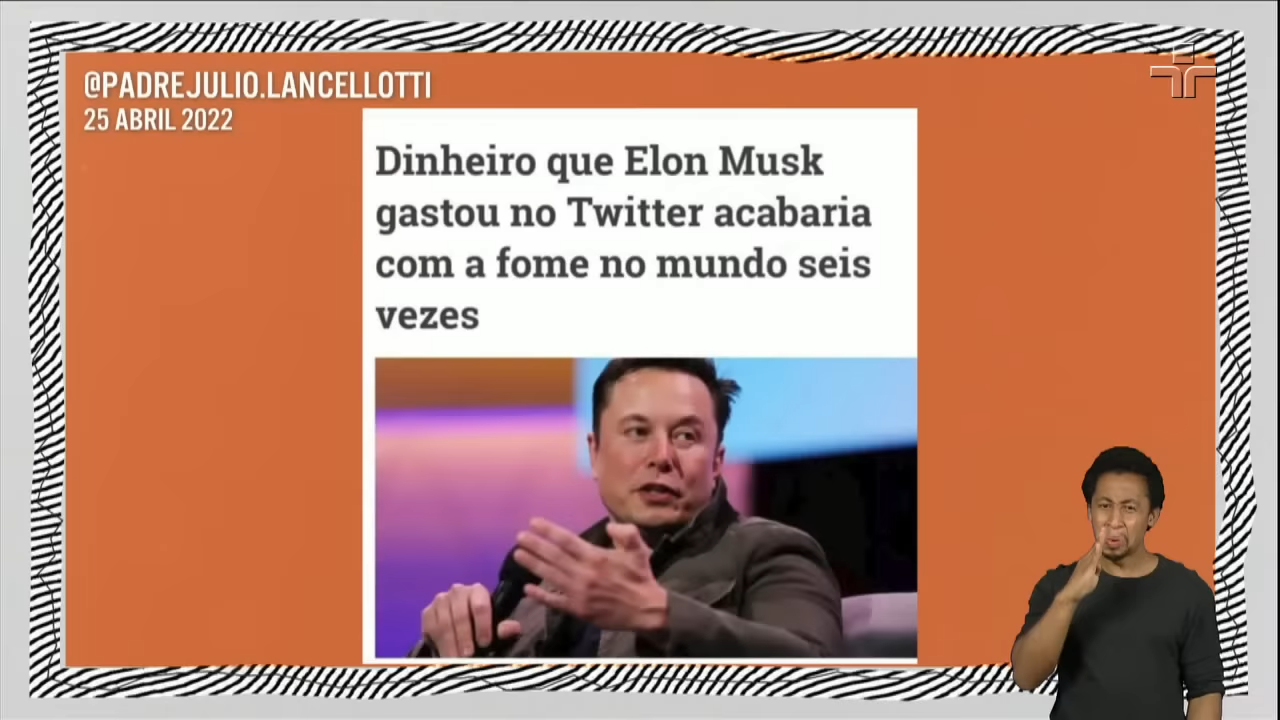 @PADREJULIO.LANCELLOTTI
25 ABRIL 2022
Dinheiro que Elon Musk
gastou no Twitter acabaria
com a fome no mundo seis
vezes